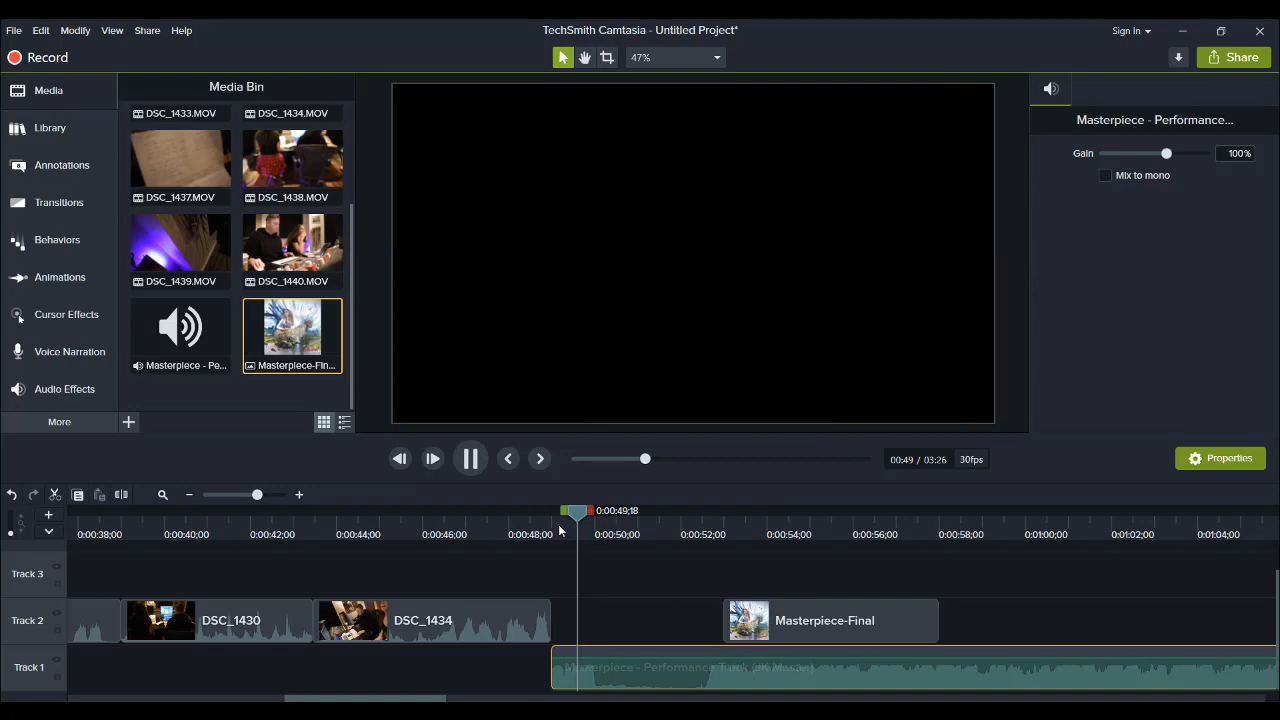 File Edit Modify View Share Help
TechSmith Camtasia - Untitled Project*
Sign In
Record
47%
Share
Media
Library
Annotations
Transitions
Behaviors
Animations
Cursor Effects
Voice Narration
Audio Effects
More
Media Bin
DSC_1433.MOV DSC_1434.MOV
DSC_1437.MOV DSC_1438.MOV
DSC_1439.MOV DSC_1440.MOV
Masterpiece - Pe... Masterpiece-Fin...
Masterpiece - Performance...
Gain 100%
Mix to mono
00:49 / 03:26 30fps
Properties
0:00:49;18
0:00:38;00 0:00:40;00 0:00:42;00 0:00:44;00 0:00:46;00 0:00:48;00 0:00:50;00 0:00:52;00 0:00:54;00 0:00:56;00 0:00:58;00 0:01:00;00 0:01:02;00 0:01:04;00
Track 3
Track 2 DSC_1430 DSC_1434 Masterpiece-Final
Track 1 Masterpiece - Performance Track